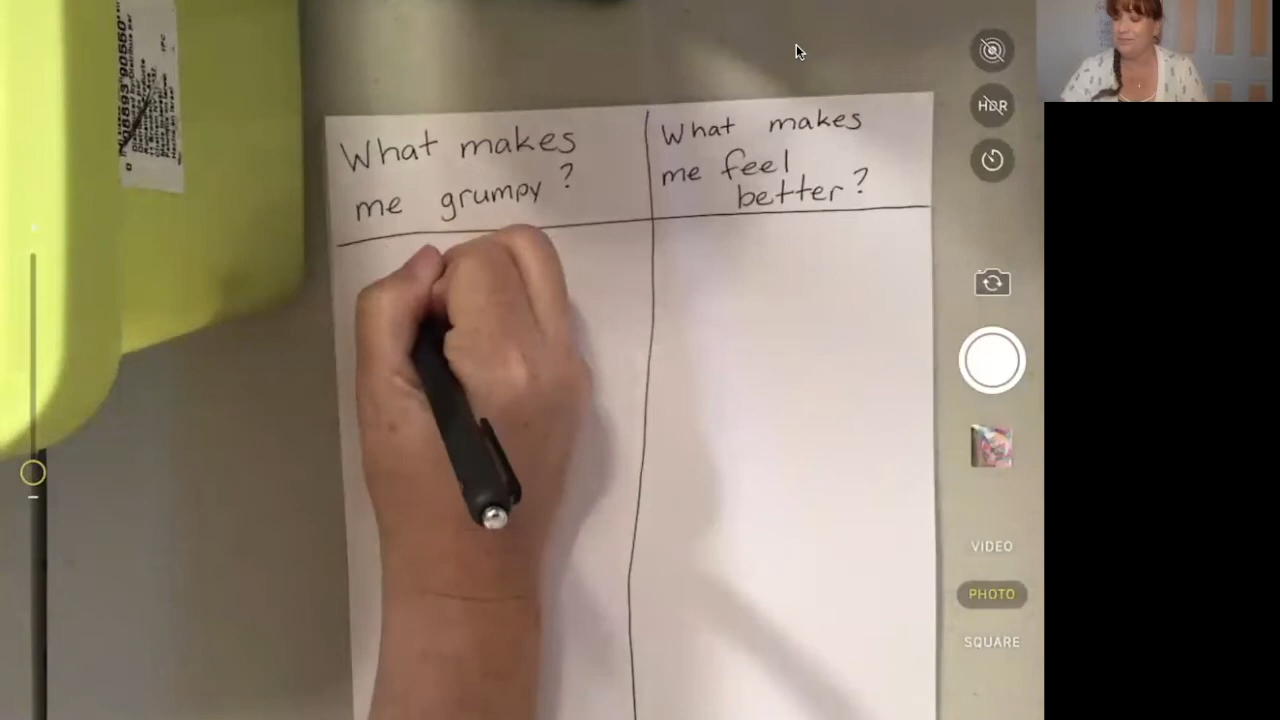 What makes
me grumpy?
What makes
me feel
better?
HDR
VIDEO
PHOTO
SQUARE